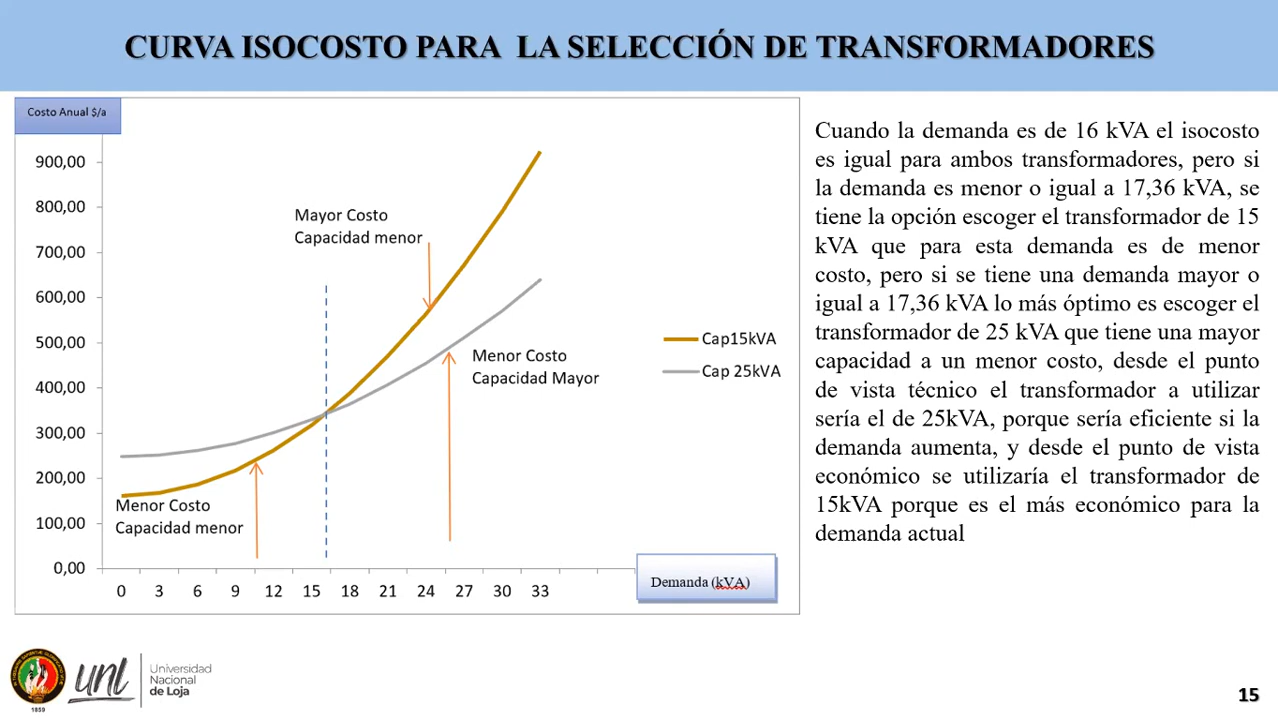 CURVA ISOCOSTO PARA LA SELECCIÓN DE TRANSFORMADORES
Costo Anual $/a
900,00
800,00
700,00
600,00
500,00
400,00
300,00
200,00
100,00
0,00
Mayor Costo
Capacidad menor
Menor Costo
Capacidad Mayor
Menor Costo
Capacidad menor
Cap15kVA
Cap 25kVA
0 3 6 9 12 15 18 21 24 27 30 33
Demanda (kVA)
Cuando la demanda es de 16 kVA el isocosto
es igual para ambos transformadores, pero si
la demanda es menor o igual a 17,36 kVA, se
tiene la opción escoger el transformador de 15
kVA que para esta demanda es de menor
costo, pero si se tiene una demanda mayor o
igual a 17,36 kVA lo más óptimo es escoger el
transformador de 25 kVA que tiene una mayor
capacidad a un menor costo, desde el punto
de vista técnico el transformador a utilizar
sería el de 25kVA, porque sería eficiente si la
demanda aumenta, y desde el punto de vista
económico se utilizaría el transformador de
15kVA porque es el más económico para la
demanda actual
1859
unl
Universidad
Nacional
de Loja
15